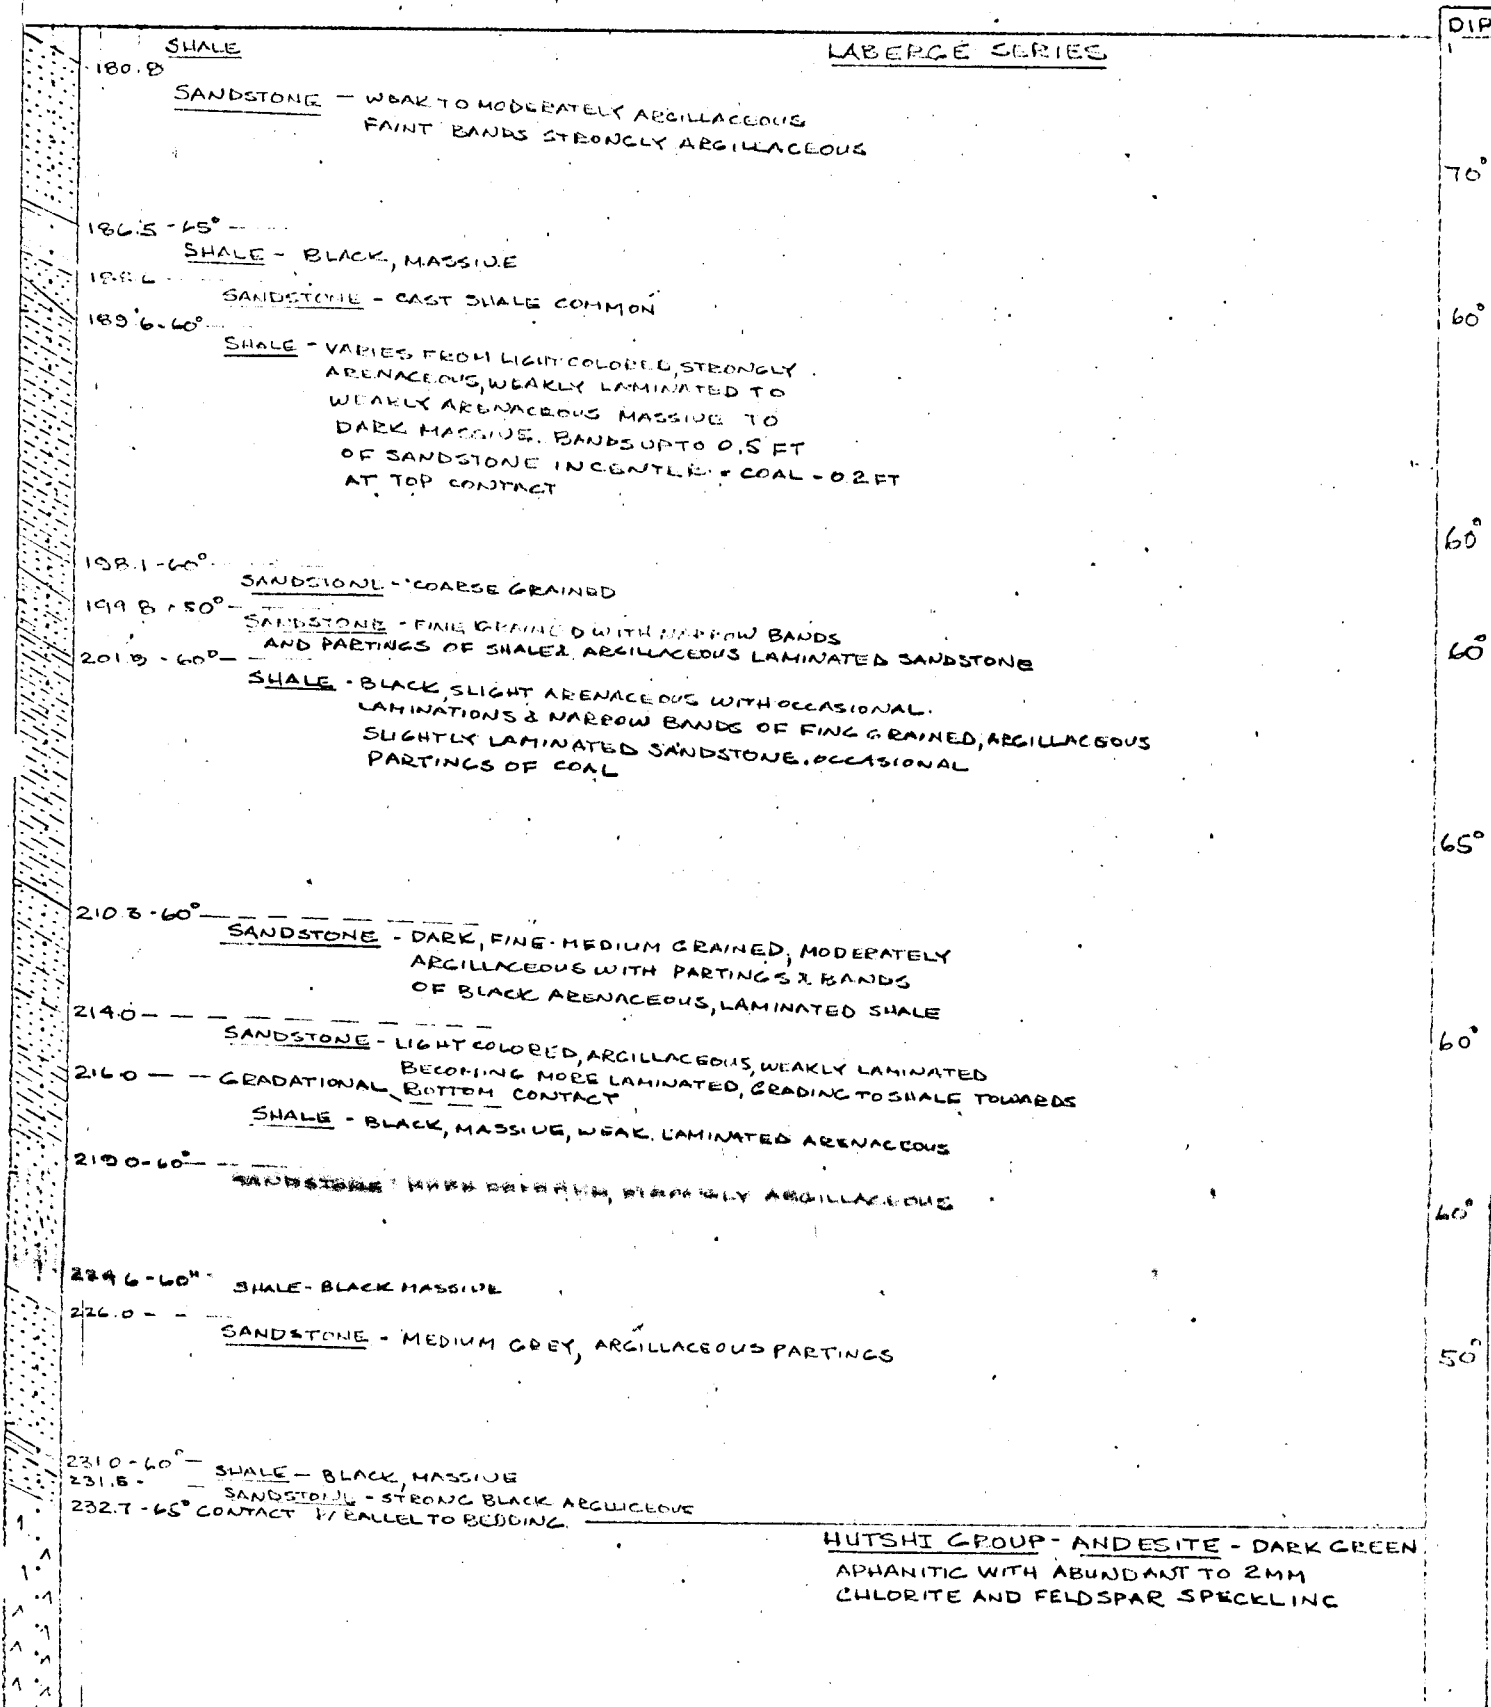 DIP
SHALE
LABERGE SERIES
180.8
SANDSTONE - WEAK TO MODERATELY ARGILLACEOUS
FAINT BANDS STRONGLY ARGILLACEOUS
70°
186.5 - 65°
SHALE - BLACK, MASSIVE
188.6
SANDSTONE - CAST SHALE COMMON
189.6 - 60°
60°
SHALE - VARIES FROM LIGHT COLORED, STRONGLY
ARENACEOUS, WEAKLY LAMINATED TO
WEAKLY ARENACEOUS MASSIVE TO
DARK MASSIVE. BANDS UP TO 0.5 FT
OF SANDSTONE IN CENTER. COAL - 0.2 FT
AT TOP CONTACT
60°
198.1 - 60°
SANDSTONE - COARSE GRAINED
199.8 - 50°
SANDSTONE - FINE GRAINED WITH NARROW BANDS
AND PARTINGS OF SHALE & ARGILLACEOUS LAMINATED SANDSTONE
201.9 - 60°
60°
SHALE - BLACK, SLIGHT ARENACEOUS WITH OCCASIONAL
LAMINATIONS & NARROW BANDS OF FINE GRAINED, ARGILLACEOUS
SLIGHTLY LAMINATED SANDSTONE. OCCASIONAL
PARTINGS OF COAL
65°
210.3 - 60°
SANDSTONE - DARK, FINE-MEDIUM GRAINED, MODERATELY
ARGILLACEOUS WITH PARTINGS & BANDS
OF BLACK ARENACEOUS, LAMINATED SHALE
214.0
SANDSTONE - LIGHT COLORED, ARGILLACEOUS, WEAKLY LAMINATED
BECOMING MORE LAMINATED, GRADING TO SHALE TOWARDS
60°
216.0 - - GRADATIONAL BOTTOM CONTACT
SHALE - BLACK, MASSIVE, WEAK LAMINATED ARENACEOUS
219.0 - 60°
SANDSTONE ARGILLACEOUS
60°
224.6 - 60° SHALE - BLACK MASSIVE
226.0 - -
SANDSTONE - MEDIUM GREY, ARGILLACEOUS PARTINGS
50°
231.0 - 60° - SHALE - BLACK, MASSIVE
231.5 - - SANDSTONE - STRONG BLACK ARGILLICEOUS
232.7 - 65° CONTACT PARALLEL TO BEDDING
HUTSHI GROUP - ANDESITE - DARK GREEN
APHANITIC WITH ABUNDANT TO 2MM
CHLORITE AND FELDSPAR SPECKLING